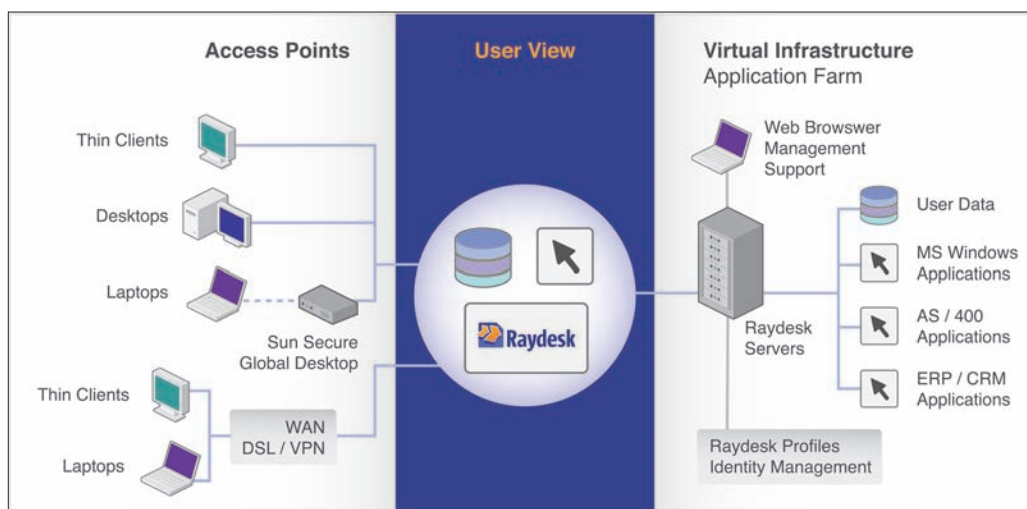 Access Points
User View
Virtual Infrastructure
Application Farm
Thin Clients
Desktops
Laptops
Sun Secure
Global Desktop
Thin Clients
Laptops
WAN
DSL / VPN
Raydesk
Web Browswer
Management
Support
Raydesk
Servers
User Data
MS Windows
Applications
AS / 400
Applications
ERP / CRM
Applications
Raydesk Profiles
Identity Management